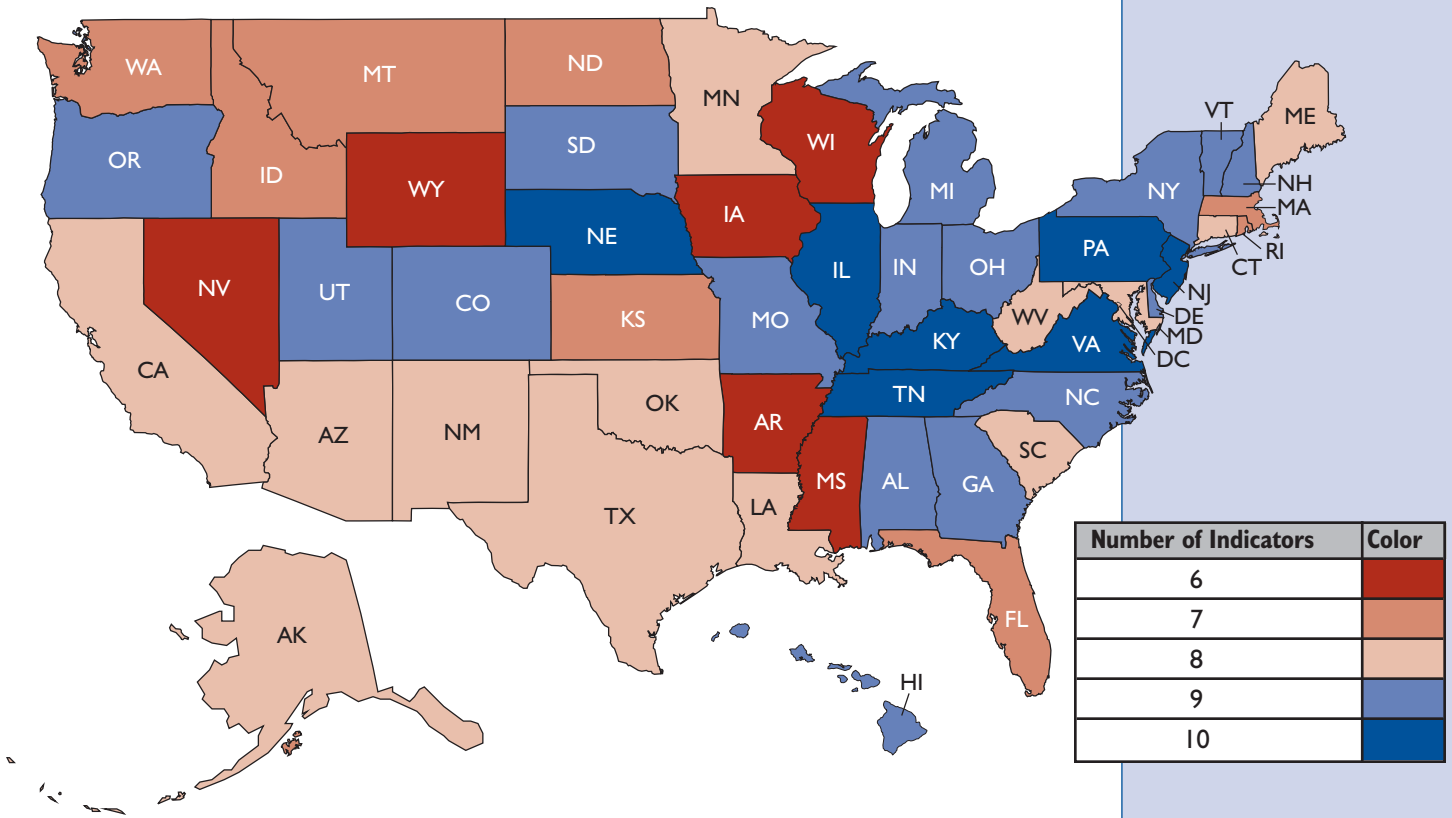 WA
MT
ND
MN
VT
ME
OR
ID
WY
SD
WI
MI
NY
NH
MA
IA
NE
PA
RI
CT
NV
UT
CO
IL
IN
OH
NJ
DE
MD
DC
KS
MO
WV
KY
VA
CA
OK
TN
NC
AZ
NM
AR
SC
TX
LA
MS
AL
GA
FL
AK
HI
Number of Indicators Color
6
7
8
9
10